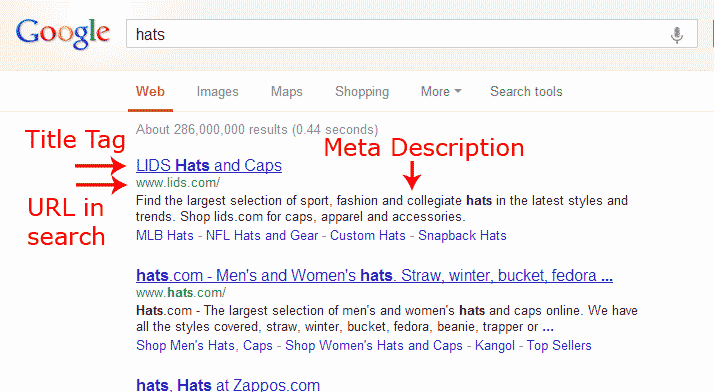 Google
hats
Web Images Maps Shopping More Search tools
About 286,000,000 results (0.44 seconds)
Title Tag
Meta Description
LIDS Hats and Caps
www.lids.com/
URL in
search
Find the largest selection of sport, fashion and collegiate hats in the latest styles and
trends. Shop lids.com for caps, apparel and accessories.
MLB Hats - NFL Hats and Gear - Custom Hats - Snapback Hats
hats.com - Men's and Women's hats. Straw, winter, bucket, fedora ...
www.hats.com/
Hats.com - The largest selection of men's and women's hats and caps online. We have
all the styles covered, straw, winter, bucket, fedora, beanie, trapper or ...
Shop Men's Hats, Caps - Shop Women's Hats and Caps - Kangol - Top Sellers
hats, Hats at Zappos.com